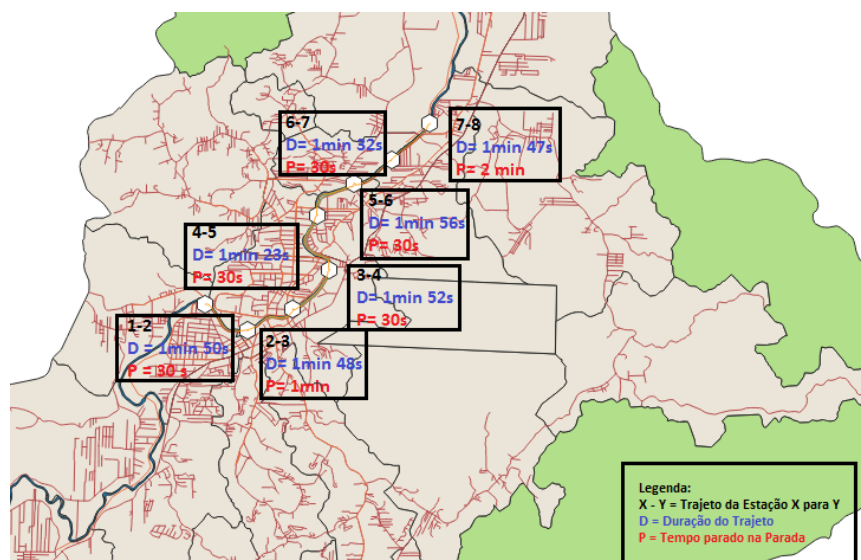 6-7
D= 1min 32s
P= 30s
7-8
D= 1min 47s
P= 2 min
5-6
D= 1min 56s
P= 30s
4-5
D= 1min 23s
P= 30s
3-4
D= 1min 52s
P= 30s
1-2
D = 1min 50s
P = 30 s
2-3
D= 1min 48s
P= 1min
Legenda:
X - Y = Trajeto da Estação X para Y
D = Duração do Trajeto
P = Tempo parado na Parada